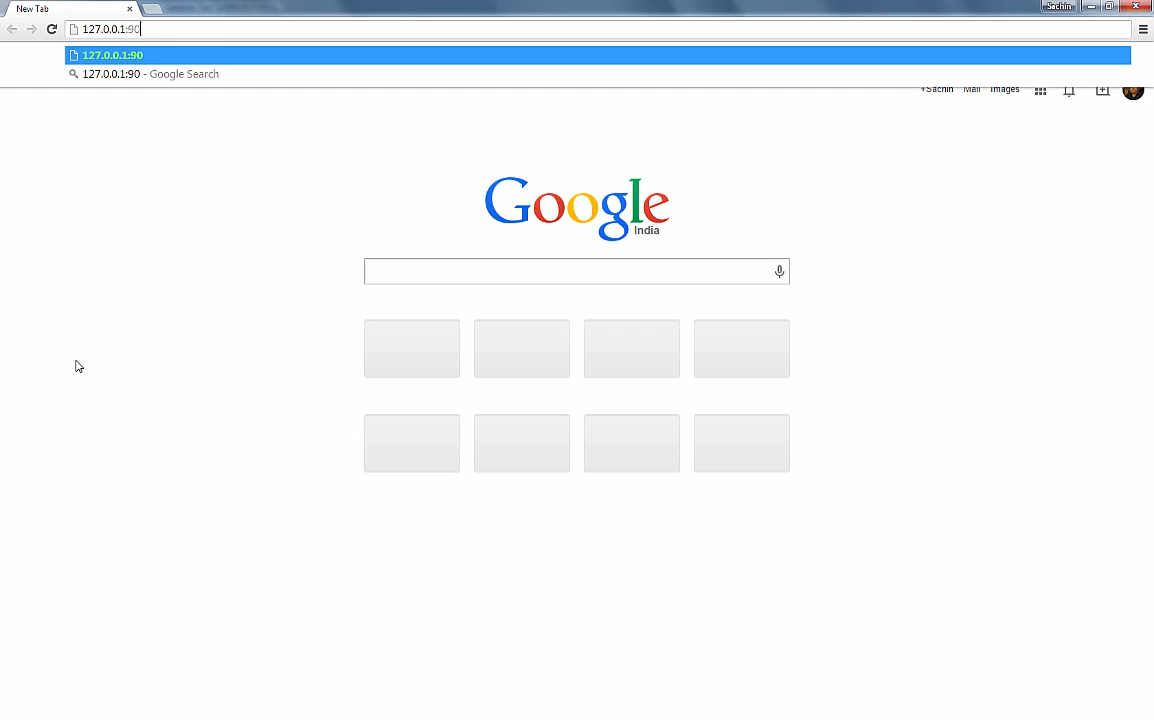 New Tab
Sachin
127.0.0.1:90
127.0.0.1:90
127.0.0.1:90 - Google Search
+Sachin Mail Images
Google
India